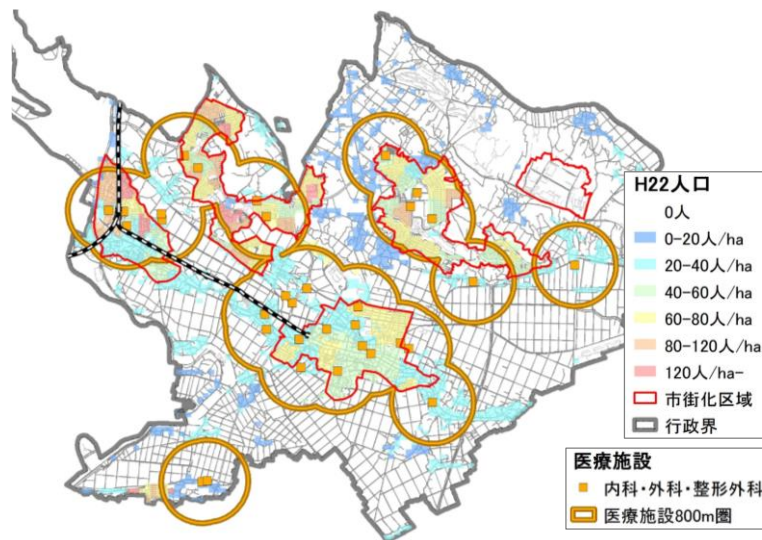 H22人口
0人
0-20人/ha
20-40人/ha
40-60人/ha
60-80人/ha
80-120人/ha
120人/ha-
市街化区域
行政界
医療施設
内科・外科・整形外科
医療施設800m圏